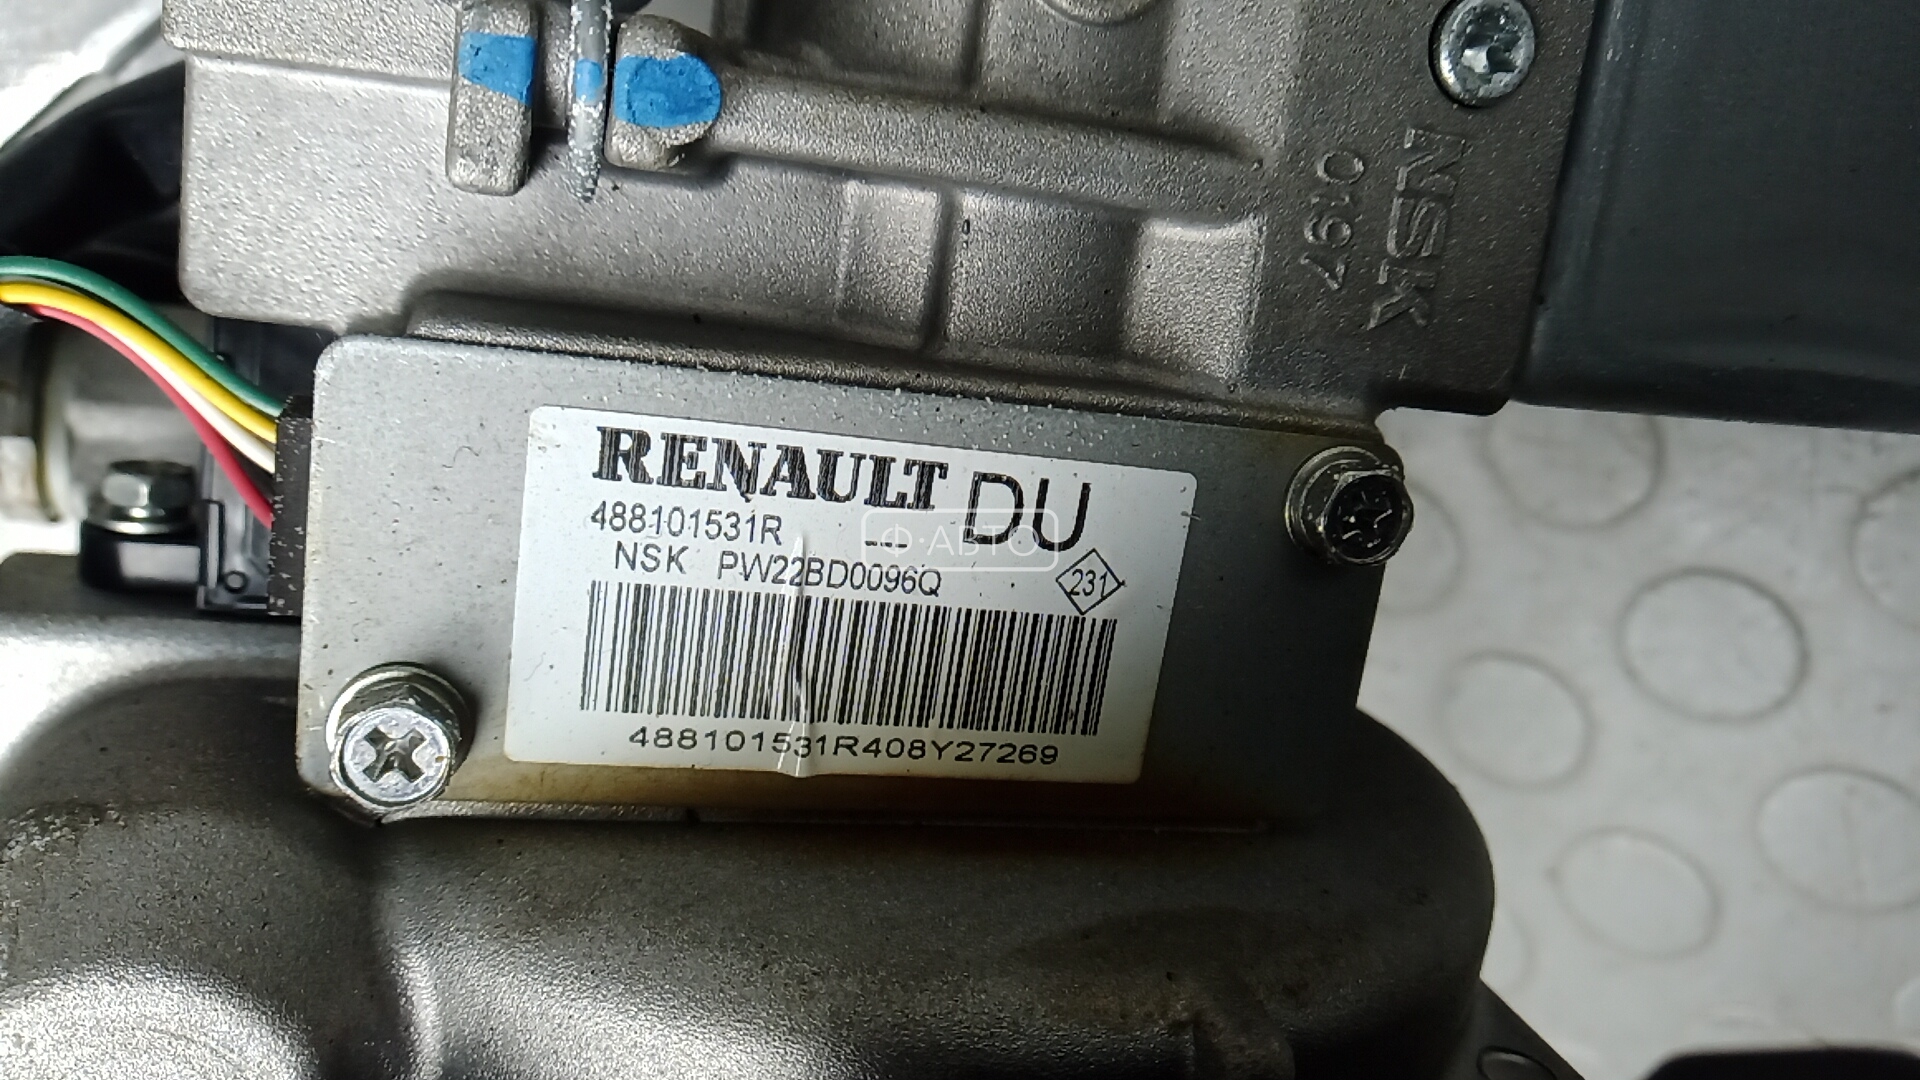 NSK
0197
RENAULT DU
488101531R ---
NSK PW22BD0096Q
231
488101531R408Y27269
Ф·АВТО